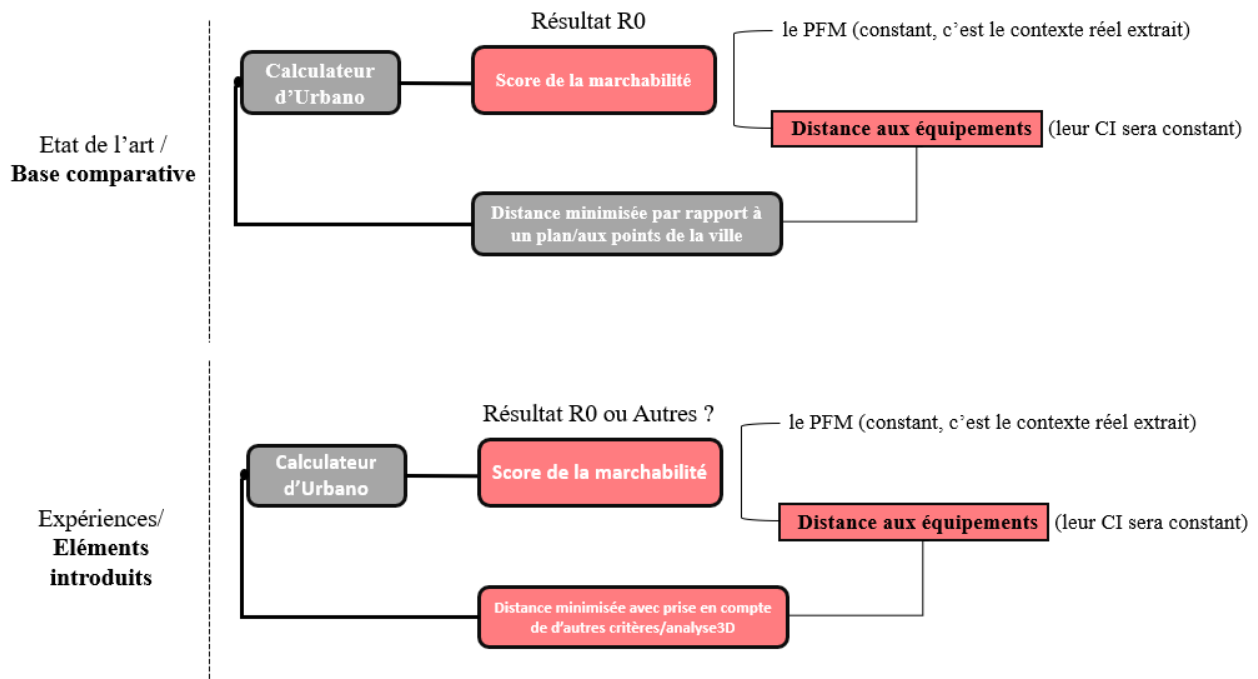 Résultat R0
le PFM (constant, c’est le contexte réel extrait)
Calculateur
d’Urbano
Score de la marchabilité
Distance aux équipements (leur CI sera constant)
Etat de l’art /
Base comparative
Distance minimisée par rapport à
un plan/aux points de la ville
Résultat R0 ou Autres ?
le PFM (constant, c’est le contexte réel extrait)
Calculateur
d’Urbano
Score de la marchabilité
Distance aux équipements (leur CI sera constant)
Expériences/
Eléments
introduits
Distance minimisée avec prise en compte
de d’autres critères/analyse3D